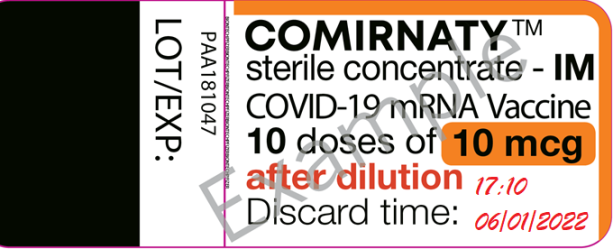 LOT/EXP:
PAA181047
COMIRNATY™
sterile concentrate - IM
COVID-19 mRNA Vaccine
10 doses of 10 mcg
after dilution 17:10
Discard time: 06/01/2022
Example